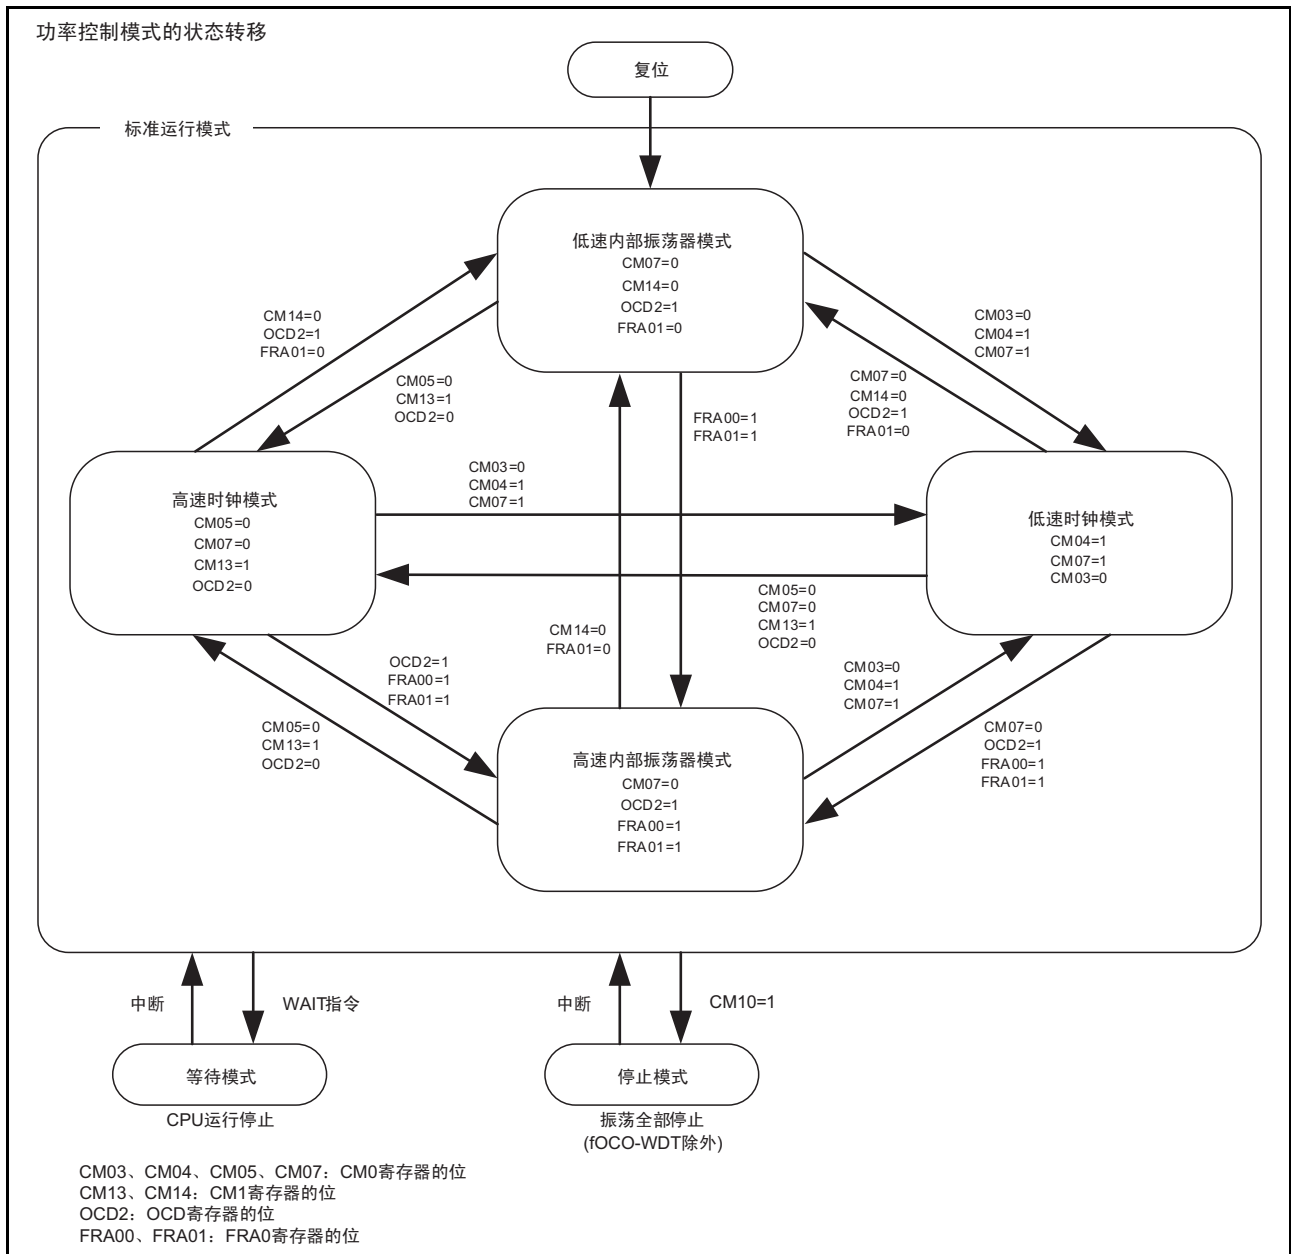 功率控制模式的状态转移
复位
标准运行模式
低速内部振荡器模式
CM07=0
CM14=0
OCD2=1
FRA01=0
CM14=0
OCD2=1
FRA01=0
CM05=0
CM13=1
OCD2=0
CM03=0
CM04=1
CM07=1
CM07=0
CM14=0
OCD2=1
FRA01=0
FRA00=1
FRA01=1
高速时钟模式
CM05=0
CM07=0
CM13=1
OCD2=0
CM03=0
CM04=1
CM07=1
低速时钟模式
CM04=1
CM07=1
CM03=0
CM05=0
CM07=0
CM13=1
OCD2=0
CM14=0
FRA01=0
OCD2=1
FRA00=1
FRA01=1
CM05=0
CM13=1
OCD2=0
CM03=0
CM04=1
CM07=1
CM07=0
OCD2=1
FRA00=1
FRA01=1
高速内部振荡器模式
CM07=0
OCD2=1
FRA00=1
FRA01=1
中断
WAIT指令
中断
CM10=1
等待模式
CPU运行停止
停止模式
振荡全部停止
(fOCO-WDT除外)
CM03、CM04、CM05、CM07：CM0寄存器的位
CM13、CM14：CM1寄存器的位
OCD2：OCD寄存器的位
FRA00、FRA01：FRA0寄存器的位